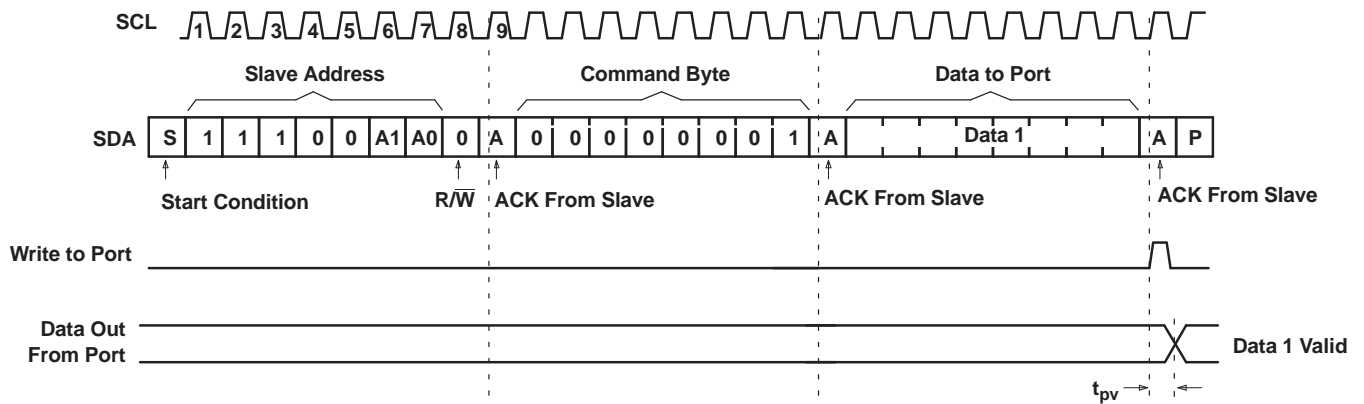 SCL 1 2 3 4 5 6 7 8 9
Slave Address Command Byte Data to Port
SDA S 1 1 1 0 0 A1 A0 0 A 0 0 0 0 0 0 0 1 A Data 1 A P
Start Condition R/W̅ ACK From Slave ACK From Slave ACK From Slave
Write to Port
Data Out
From Port
Data 1 Valid
tpv